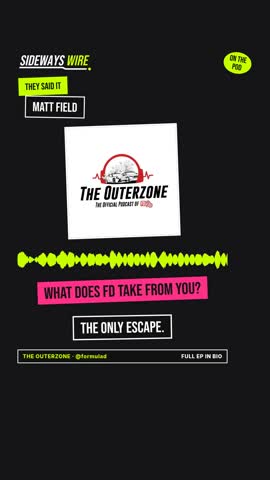 SIDEWAYS WIRE.
ON THE
POD
THEY SAID IT
MATT FIELD
THE OUTERZONE
THE OFFICIAL PODCAST OF
WHAT DOES FD TAKE FROM YOU?
THE ONLY ESCAPE.
THE OUTERZONE · @formulad
FULL EP IN BIO